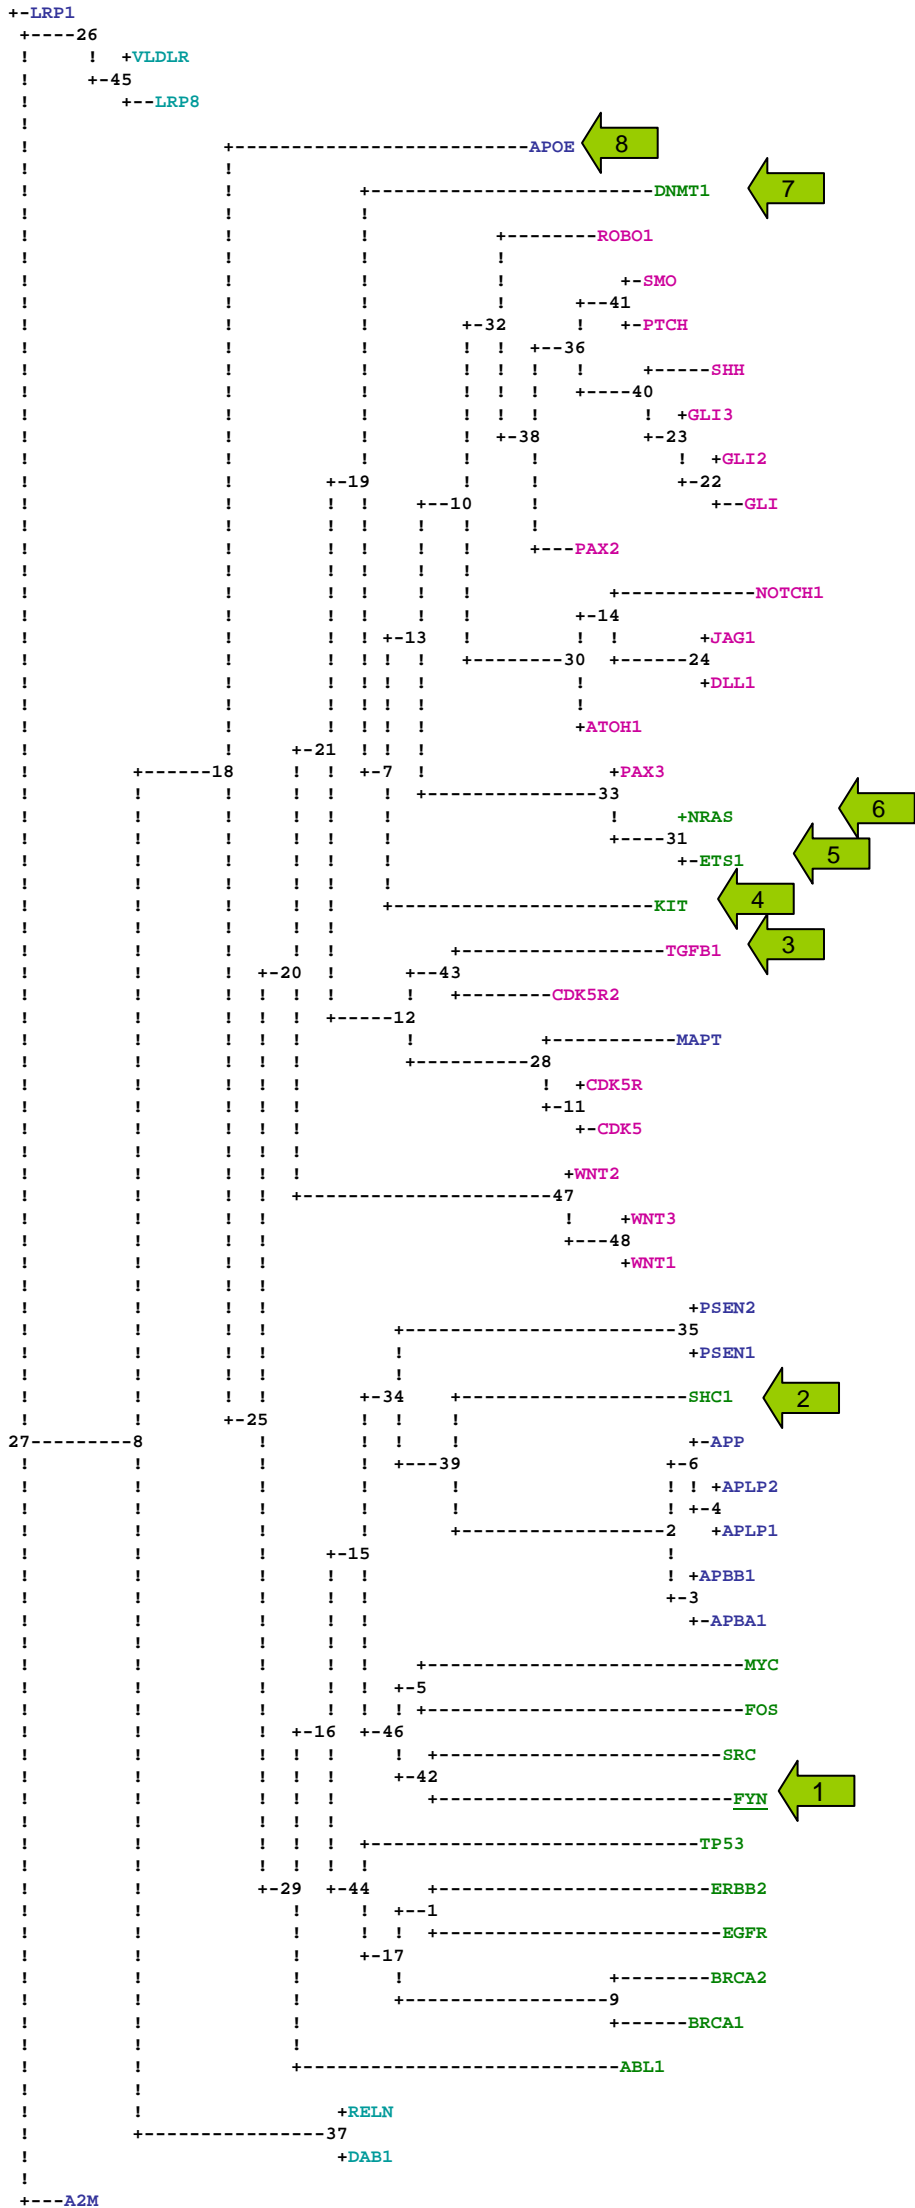 +-LRP1
+----26
! ! +VLDLR
! +-45
! +--LRP8
!
! +--------------------------APOE 8
! !
! ! +-------------------------DNMT1 7
! ! !
! ! ! +--------ROBO1
! ! ! !
! ! ! ! +-SMO
! ! ! ! +--41
! ! ! +-32 ! +-PTCH
! ! ! ! ! +--36
! ! ! ! ! ! ! +-----SHH
! ! ! ! ! ! +----40
! ! ! ! ! ! ! +GLI3
! ! ! ! +-38 +-23
! ! ! ! ! ! +GLI2
! ! +-19 ! ! +-22
! ! ! ! +--10 ! +--GLI
! ! ! ! ! ! !
! ! ! ! ! ! +---PAX2
! ! ! ! ! !
! ! ! ! ! ! +------------NOTCH1
! ! ! ! ! ! +-14
! ! ! ! +-13 ! ! ! +JAG1
! ! ! ! ! ! +--------30 +------24
! ! ! ! ! ! ! +DLL1
! ! ! ! ! ! !
! ! ! ! ! ! +ATOH1
! ! +-21 ! ! !
! +------18 ! ! +-7 ! +PAX3
! ! ! ! ! ! +---------------33
! ! ! ! ! ! ! +NRAS 6
! ! ! ! ! ! +----31
! ! ! ! ! ! +-ETS1 5
! ! ! ! ! !
! ! ! ! ! +-----------------------KIT 4
! ! ! ! !
! ! ! ! ! +------------------TGFB1 3
! ! ! +-20 ! +--43
! ! ! ! ! ! ! +--------CDK5R2
! ! ! ! ! +-----12
! ! ! ! ! ! +-----------MAPT
! ! ! ! ! +----------28
! ! ! ! ! ! +CDK5R
! ! ! ! ! +-11
! ! ! ! ! +-CDK5
! ! ! ! !
! ! ! ! ! +WNT2
! ! ! ! +----------------------47
! ! ! ! ! +WNT3
! ! ! ! +---48
! ! ! ! +WNT1
! ! ! !
! ! ! ! +PSEN2
! ! ! ! +------------------------35
! ! ! ! ! +PSEN1
! ! ! ! !
! ! ! ! +-34 +--------------------SHC1 2
! ! +-25 ! ! !
27---------8 ! ! ! ! +-APP
! ! ! ! +---39 +-6
! ! ! ! ! ! ! +APLP2
! ! ! ! ! ! +-4
! ! ! ! +------------------2 +APLP1
! ! ! +-15 !
! ! ! ! ! ! +APBB1
! ! ! ! ! +-3
! ! ! ! ! +-APBA1
! ! ! ! !
! ! ! ! ! +----------------------------MYC
! ! ! ! ! +-5
! ! ! ! ! ! +----------------------------FOS
! ! ! +-16 +-46
! ! ! ! ! ! +-------------------------SRC
! ! ! ! ! +-42
! ! ! ! ! +--------------------------FYN 1
! ! ! ! !
! ! ! ! ! +-----------------------------TP53
! ! ! ! ! !
! ! +-29 +-44 +------------------------ERBB2
! ! ! ! +--1
! ! ! ! ! +-------------------------EGFR
! ! ! +-17
! ! ! ! +--------BRCA2
! ! ! +------------------9
! ! ! +------BRCA1
! ! !
! ! +----------------------------ABL1
! !
! ! +RELN
! +----------------37
! +DAB1
!
+---A2M